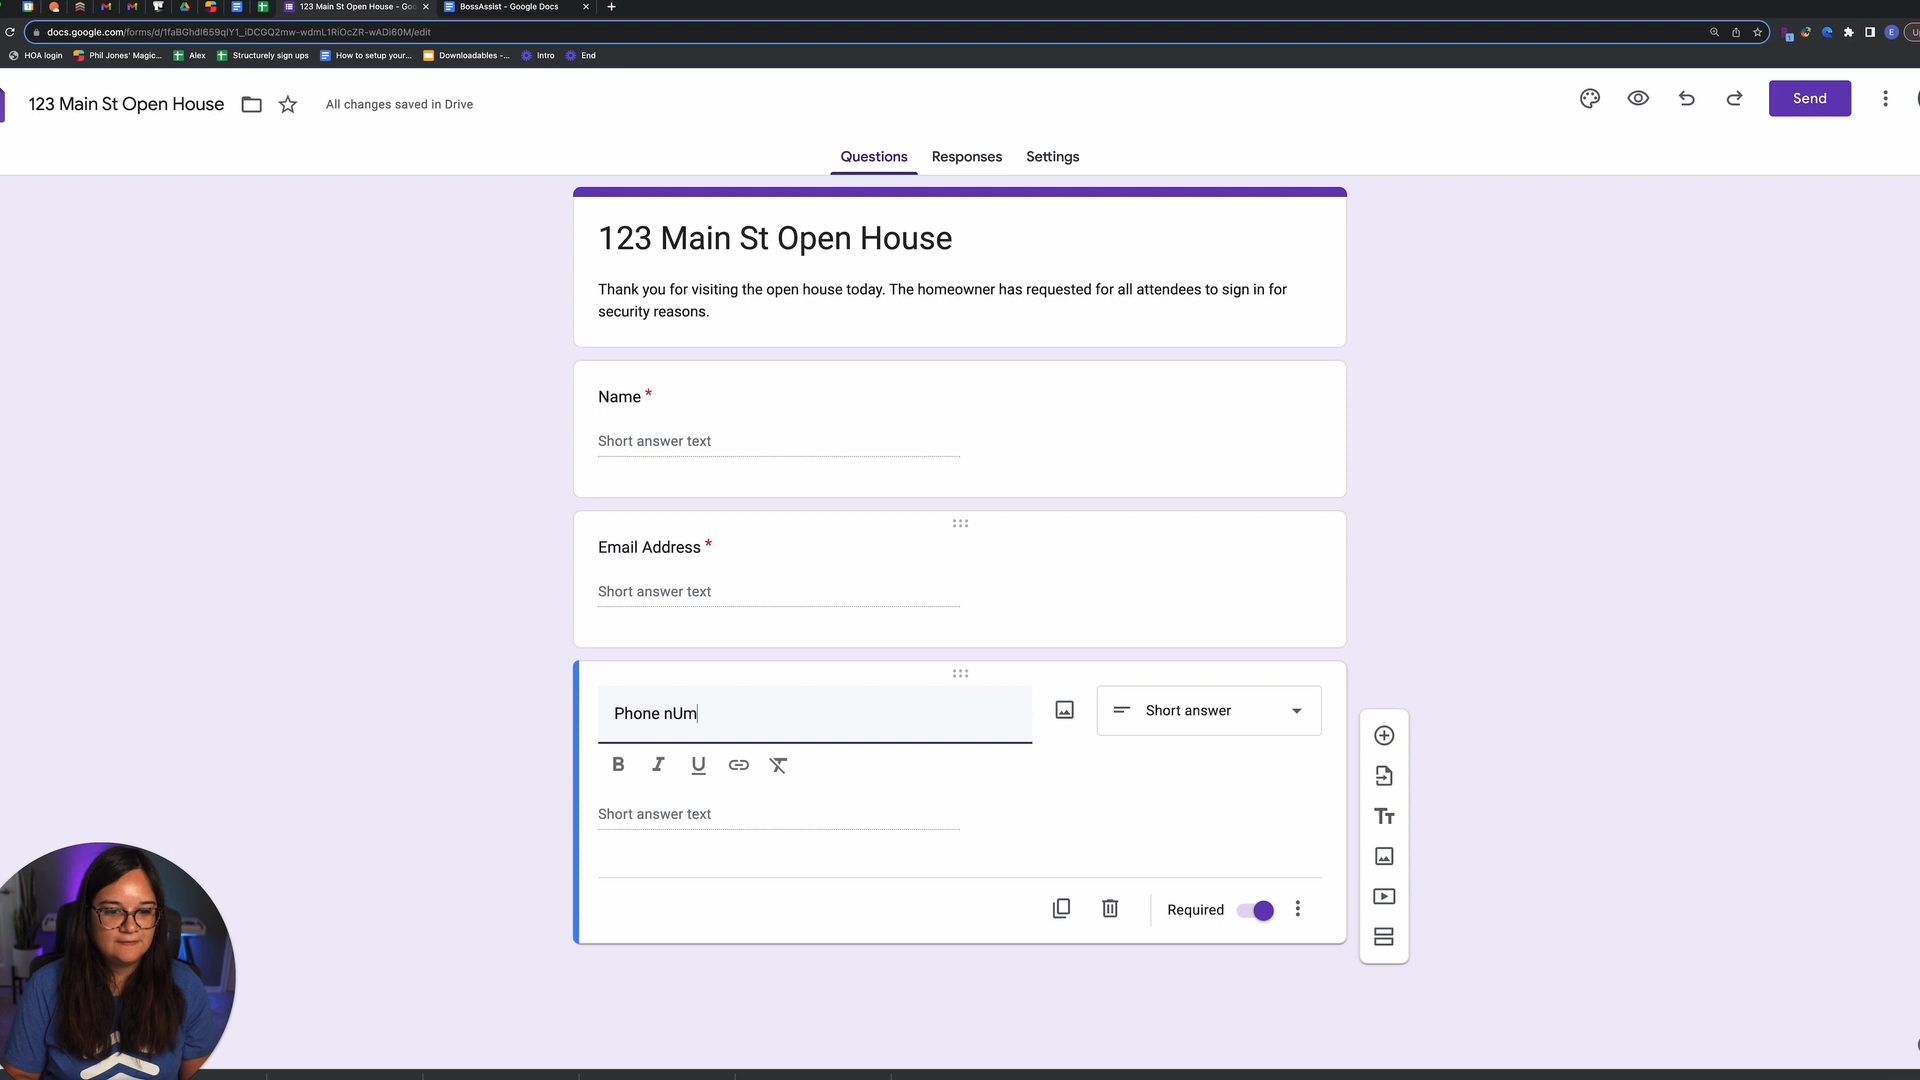 123 Main St Open House - Goo
BossAssist - Google Docs
docs.google.com/forms/d/1faBGhdI659qlY1_iDCGQ2mw-wdmL1RiOcZR-wADi60M/edit
E
HOA login
Phil Jones' Magic...
Alex
Structurely sign ups
How to setup your...
Downloadables -...
Intro
End
123 Main St Open House
All changes saved in Drive
Send
Questions
Responses
Settings
123 Main St Open House
Thank you for visiting the open house today. The homeowner has requested for all attendees to sign in for
security reasons.
Name *
Short answer text
Email Address *
Short answer text
Phone nUm
Short answer
B I U
Short answer text
Required